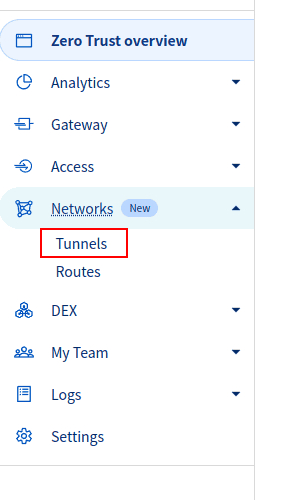 Zero Trust overview
Analytics
Gateway
Access
Networks New
Tunnels
Routes
DEX
My Team
Logs
Settings